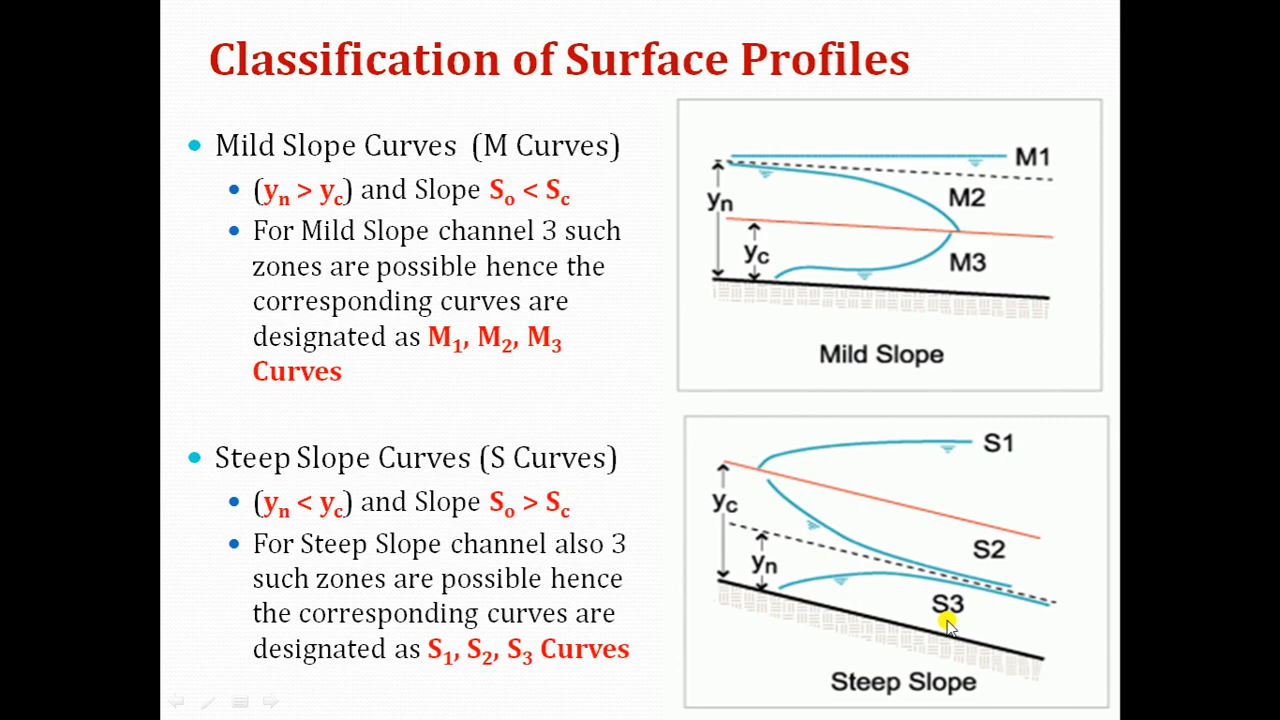 Classification of Surface Profiles
• Mild Slope Curves (M Curves)
• (yn > yc) and Slope So < Sc
• For Mild Slope channel 3 such
zones are possible hence the
corresponding curves are
designated as M1, M2, M3
Curves
• Steep Slope Curves (S Curves)
• (yn < yc) and Slope So > Sc
• For Steep Slope channel also 3
such zones are possible hence
the corresponding curves are
designated as S1, S2, S3 Curves
M1
M2
yn
yc
M3
Mild Slope
S1
yc
S2
yn
S3
Steep Slope